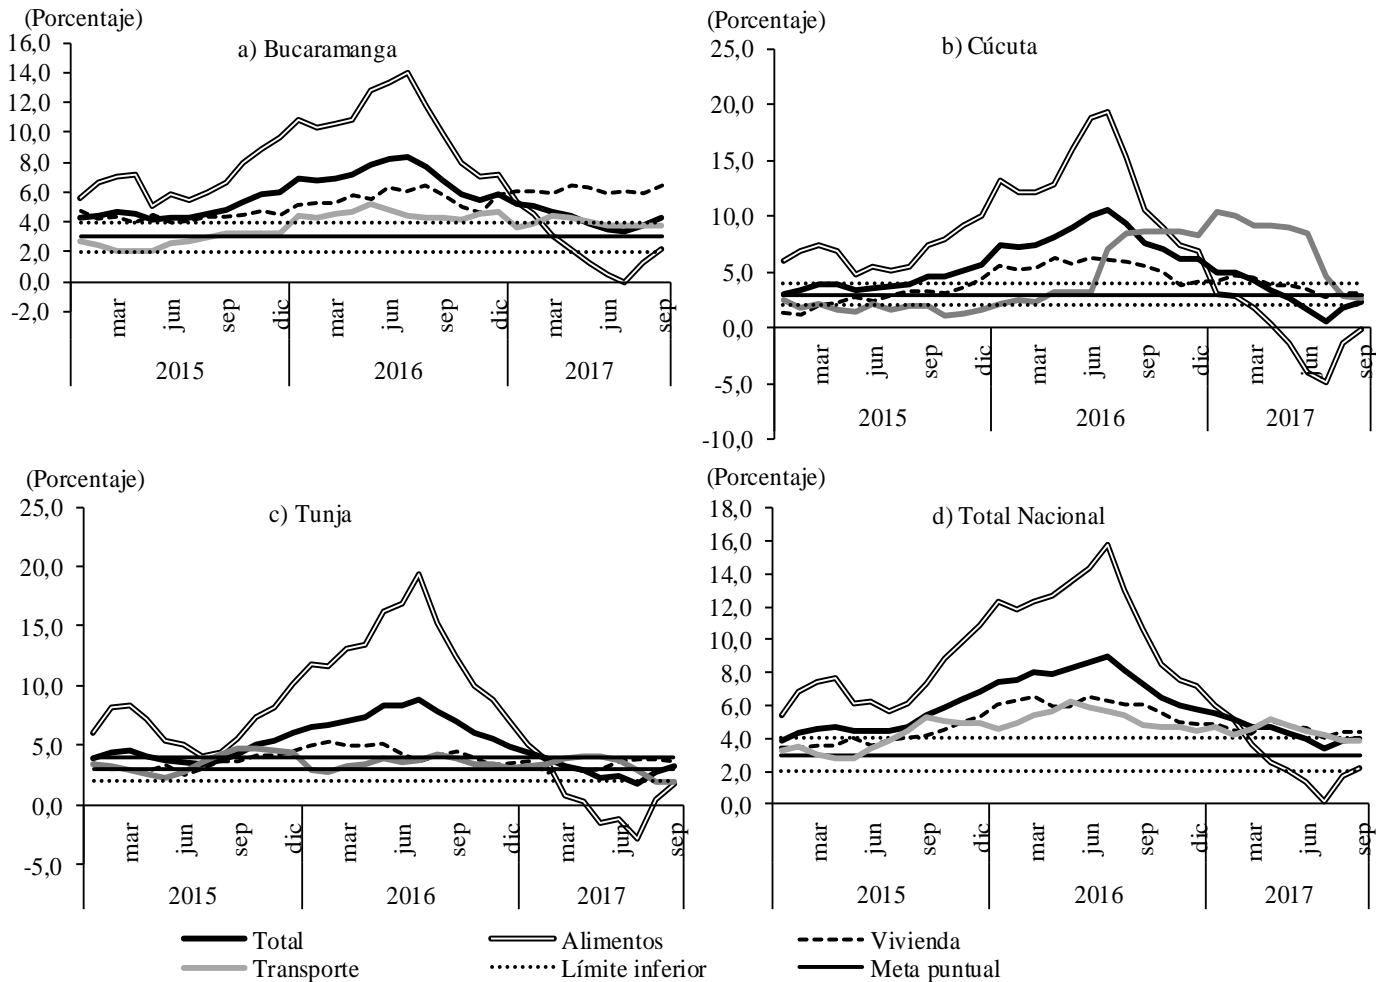 (Porcentaje)
a) Bucaramanga
16,0
14,0
12,0
10,0
8,0
6,0
4,0
2,0
0,0
-2,0
mar jun sep dic mar jun sep dic mar jun sep
2015 2016 2017
(Porcentaje)
b) Cúcuta
25,0
20,0
15,0
10,0
5,0
0,0
-5,0
-10,0
mar jun sep dic mar jun sep dic mar jun sep
2015 2016 2017
(Porcentaje)
c) Tunja
25,0
20,0
15,0
10,0
5,0
0,0
-5,0
mar jun sep dic mar jun sep dic mar jun sep
2015 2016 2017
(Porcentaje)
d) Total Nacional
18,0
16,0
14,0
12,0
10,0
8,0
6,0
4,0
2,0
0,0
mar jun sep dic mar jun sep dic mar jun sep
2015 2016 2017
Total Alimentos Vivienda
Transporte Límite inferior Meta puntual